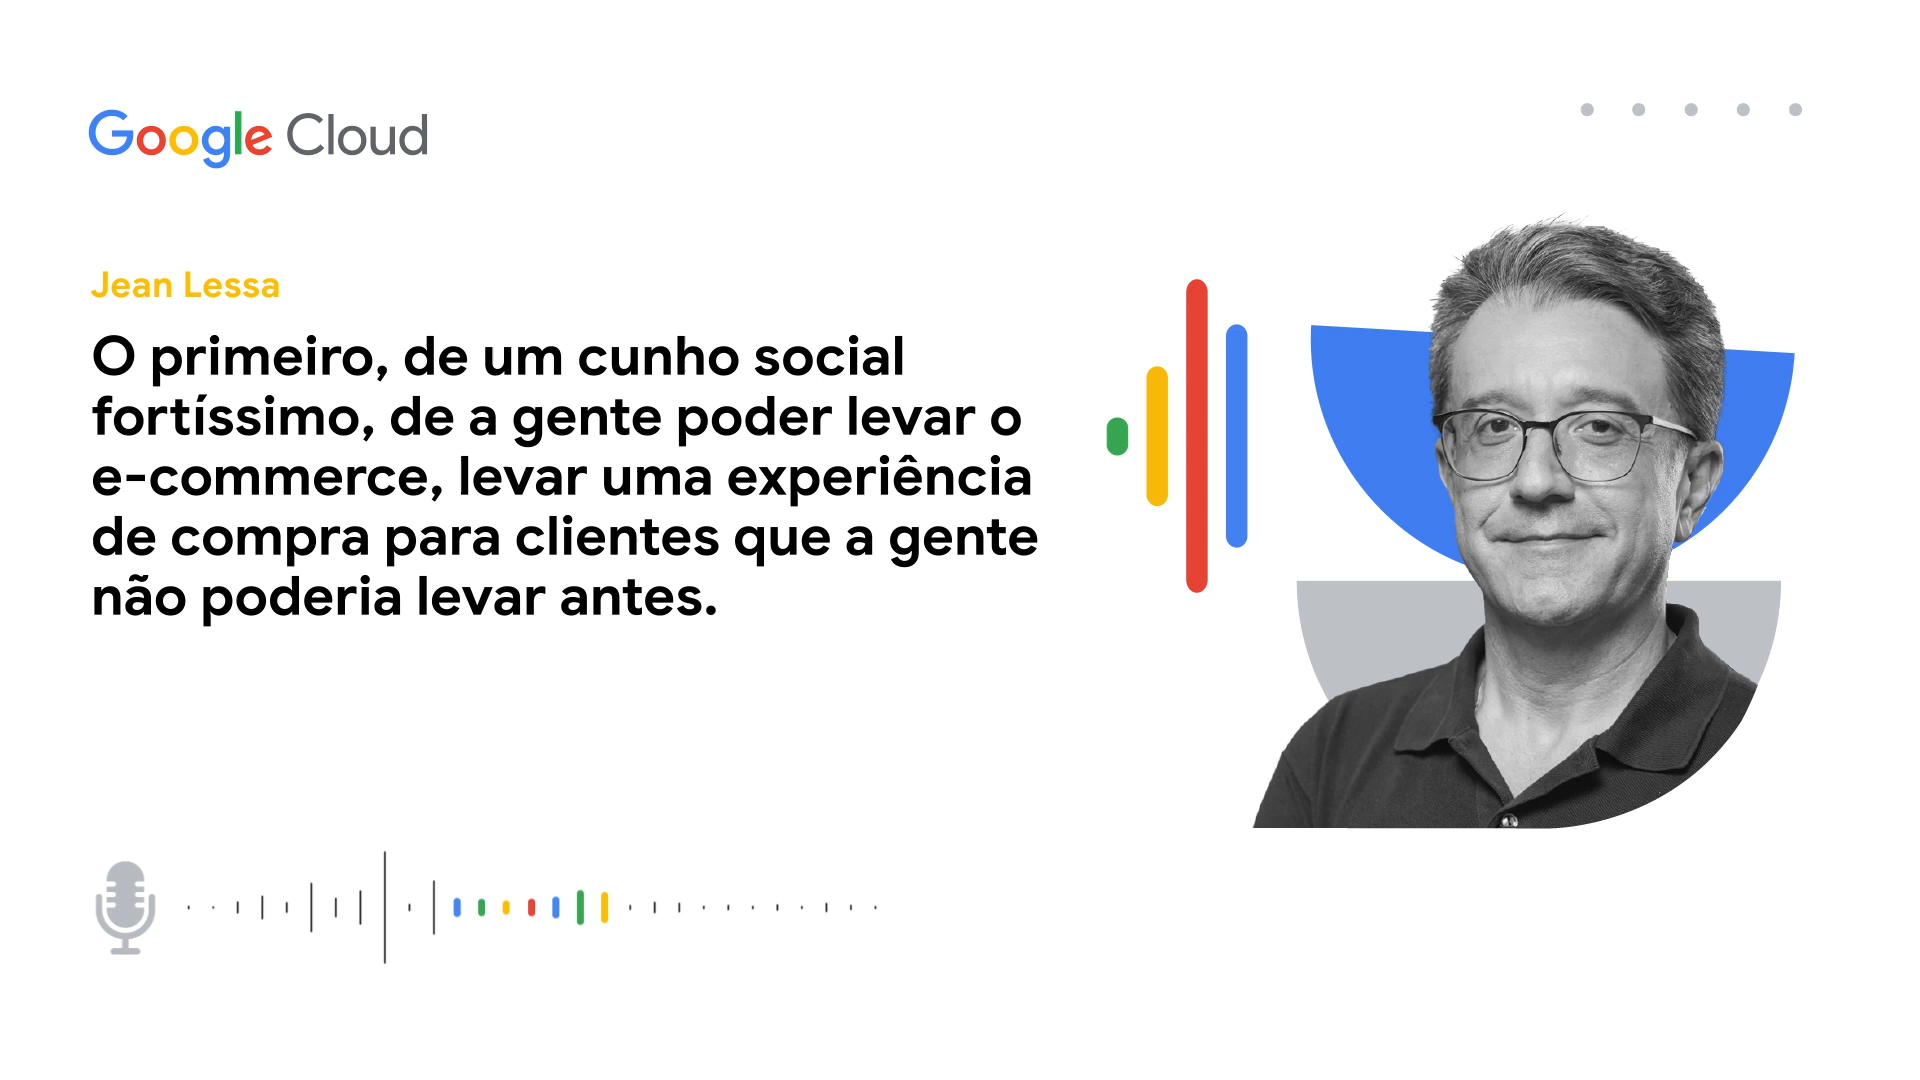 Google Cloud
Jean Lessa
O primeiro, de um cunho social
fortíssimo, de a gente poder levar o
e-commerce, levar uma experiência
de compra para clientes que a gente
não poderia levar antes.